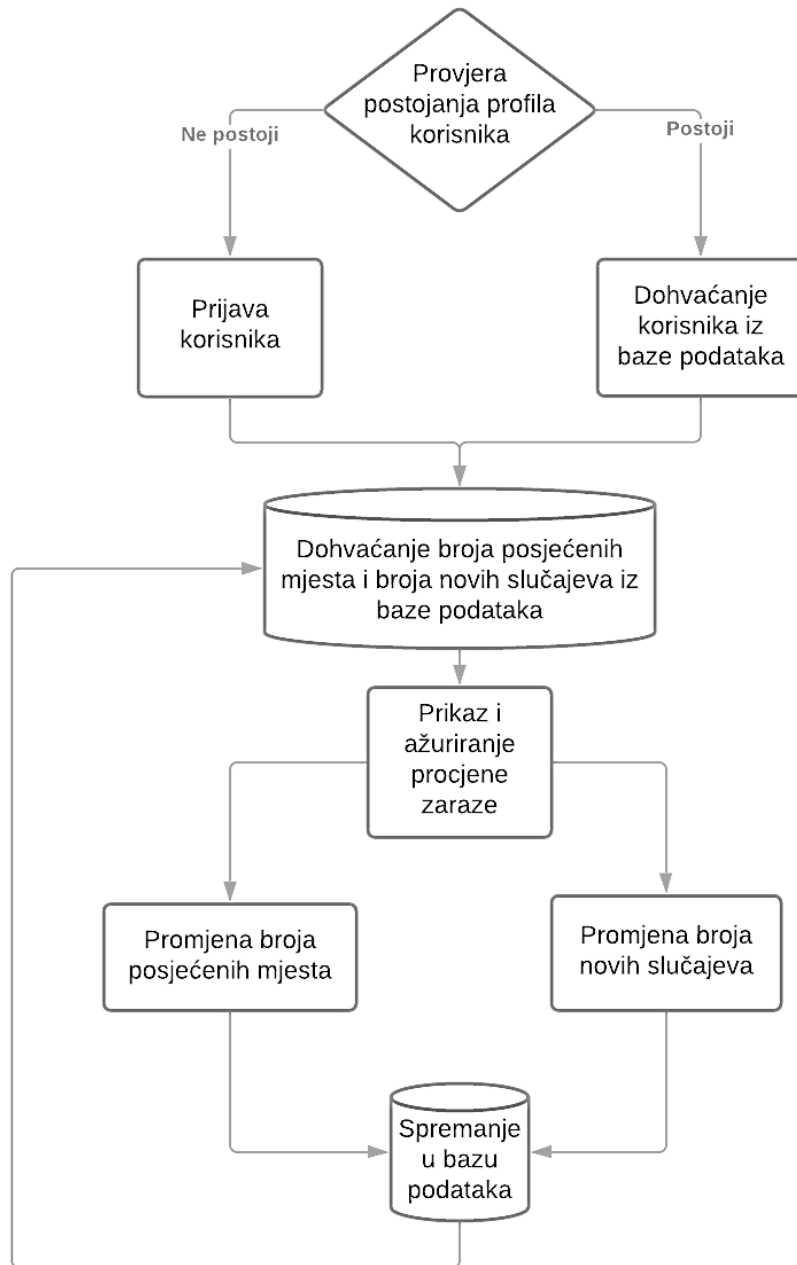 Provjera
postojanja profila
korisnika
Ne postoji
Postoji
Prijava
korisnika
Dohvaćanje
korisnika iz
baze podataka
Dohvaćanje broja posjećenih
mjesta i broja novih slučajeva iz
baze podataka
Prikaz i
ažuriranje
procjene
zaraze
Promjena broja
posjećenih mjesta
Promjena broja
novih slučajeva
Spremanje
u bazu
podataka